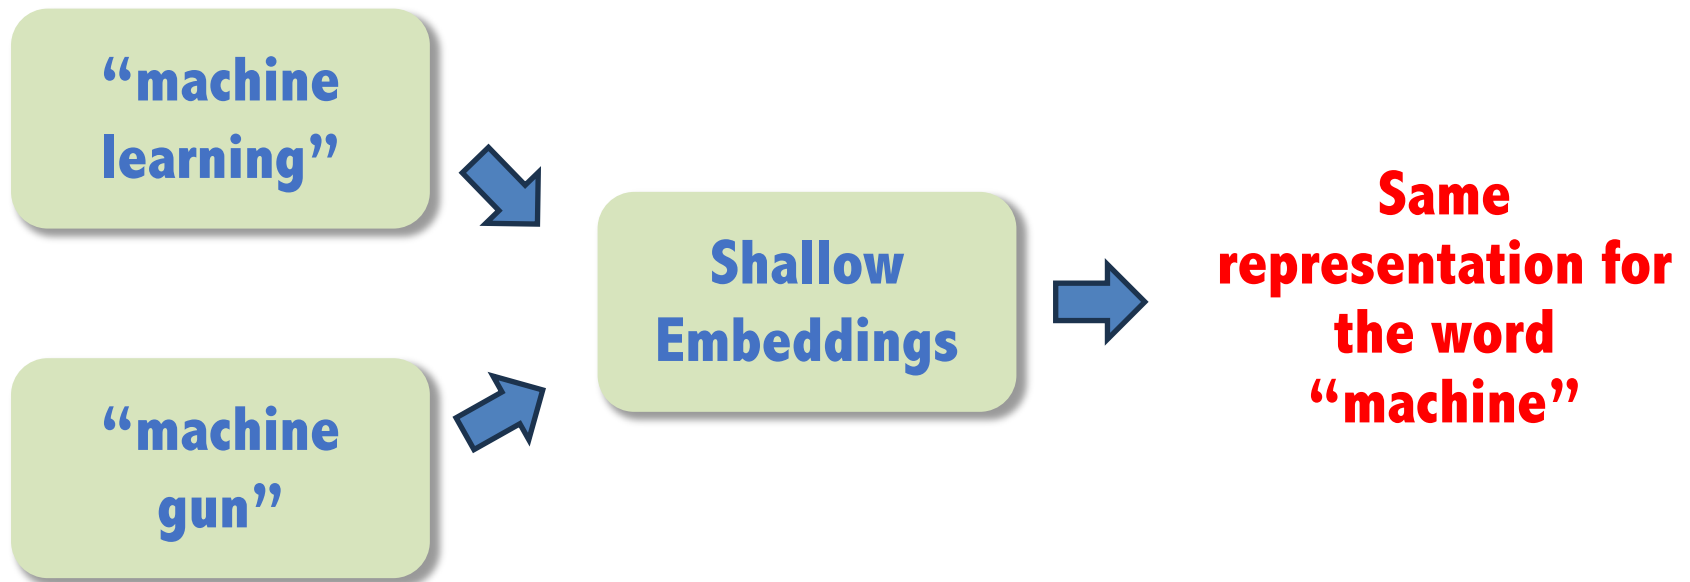 “machine
learning”
“machine
gun”
Shallow
Embeddings
Same
representation for
the word
“machine”